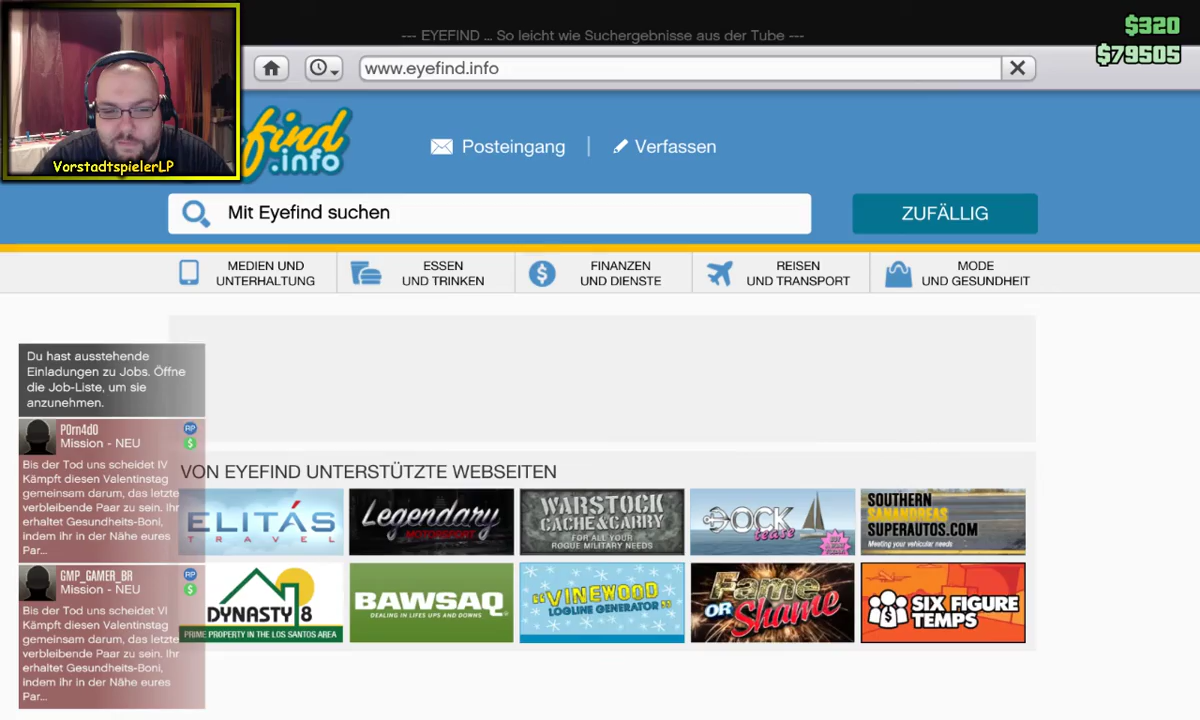 --- EYEFIND ... So leicht wie Suchergebnisse aus der Tube ---
$320
$79505
www.eyefind.info
VorstadtspielerLP
find
.info
Posteingang
Verfassen
Mit Eyefind suchen
ZUFÄLLIG
MEDIEN UND
UNTERHALTUNG
ESSEN
UND TRINKEN
FINANZEN
UND DIENSTE
REISEN
UND TRANSPORT
MODE
UND GESUNDHEIT
Du hast ausstehende
Einladungen zu Jobs. Öffne
die Job-Liste, um sie
anzunehmen.
P0rn4d0
RP
Mission - NEU
$
Bis der Tod uns scheidet IV
Kämpft diesen Valentinstag
gemeinsam darum, das letzte
verbleibende Paar zu sein. Ihr
erhaltet Gesundheits-Boni,
indem ihr in der Nähe eures
Par...
GMP_GAMER_BR
RP
Mission - NEU
$
Bis der Tod uns scheidet VI
Kämpft diesen Valentinstag
gemeinsam darum, das letzte
verbleibende Paar zu sein. Ihr
erhaltet Gesundheits-Boni,
indem ihr in der Nähe eures
Par...
VON EYEFIND UNTERSTÜTZTE WEBSEITEN
ELITÁS
TRAVEL
Legendary
MOTORSPORT
WARSTOCK
CACHE & CARRY
FOR ALL YOUR
ROGUE MILITARY NEEDS
DOCK
tease
SOUTHERN
SANANDREAS
SUPERAUTOS.COM
Meeting your vehicular needs
DYNASTY 8
PRIME PROPERTY IN THE LOS SANTOS AREA
BAWSAQ
DEALING IN LIFES UPS AND DOWNS
"VINEWOOD
LOGLINE GENERATOR"
Fame
OR Shame
SIX FIGURE
TEMPS